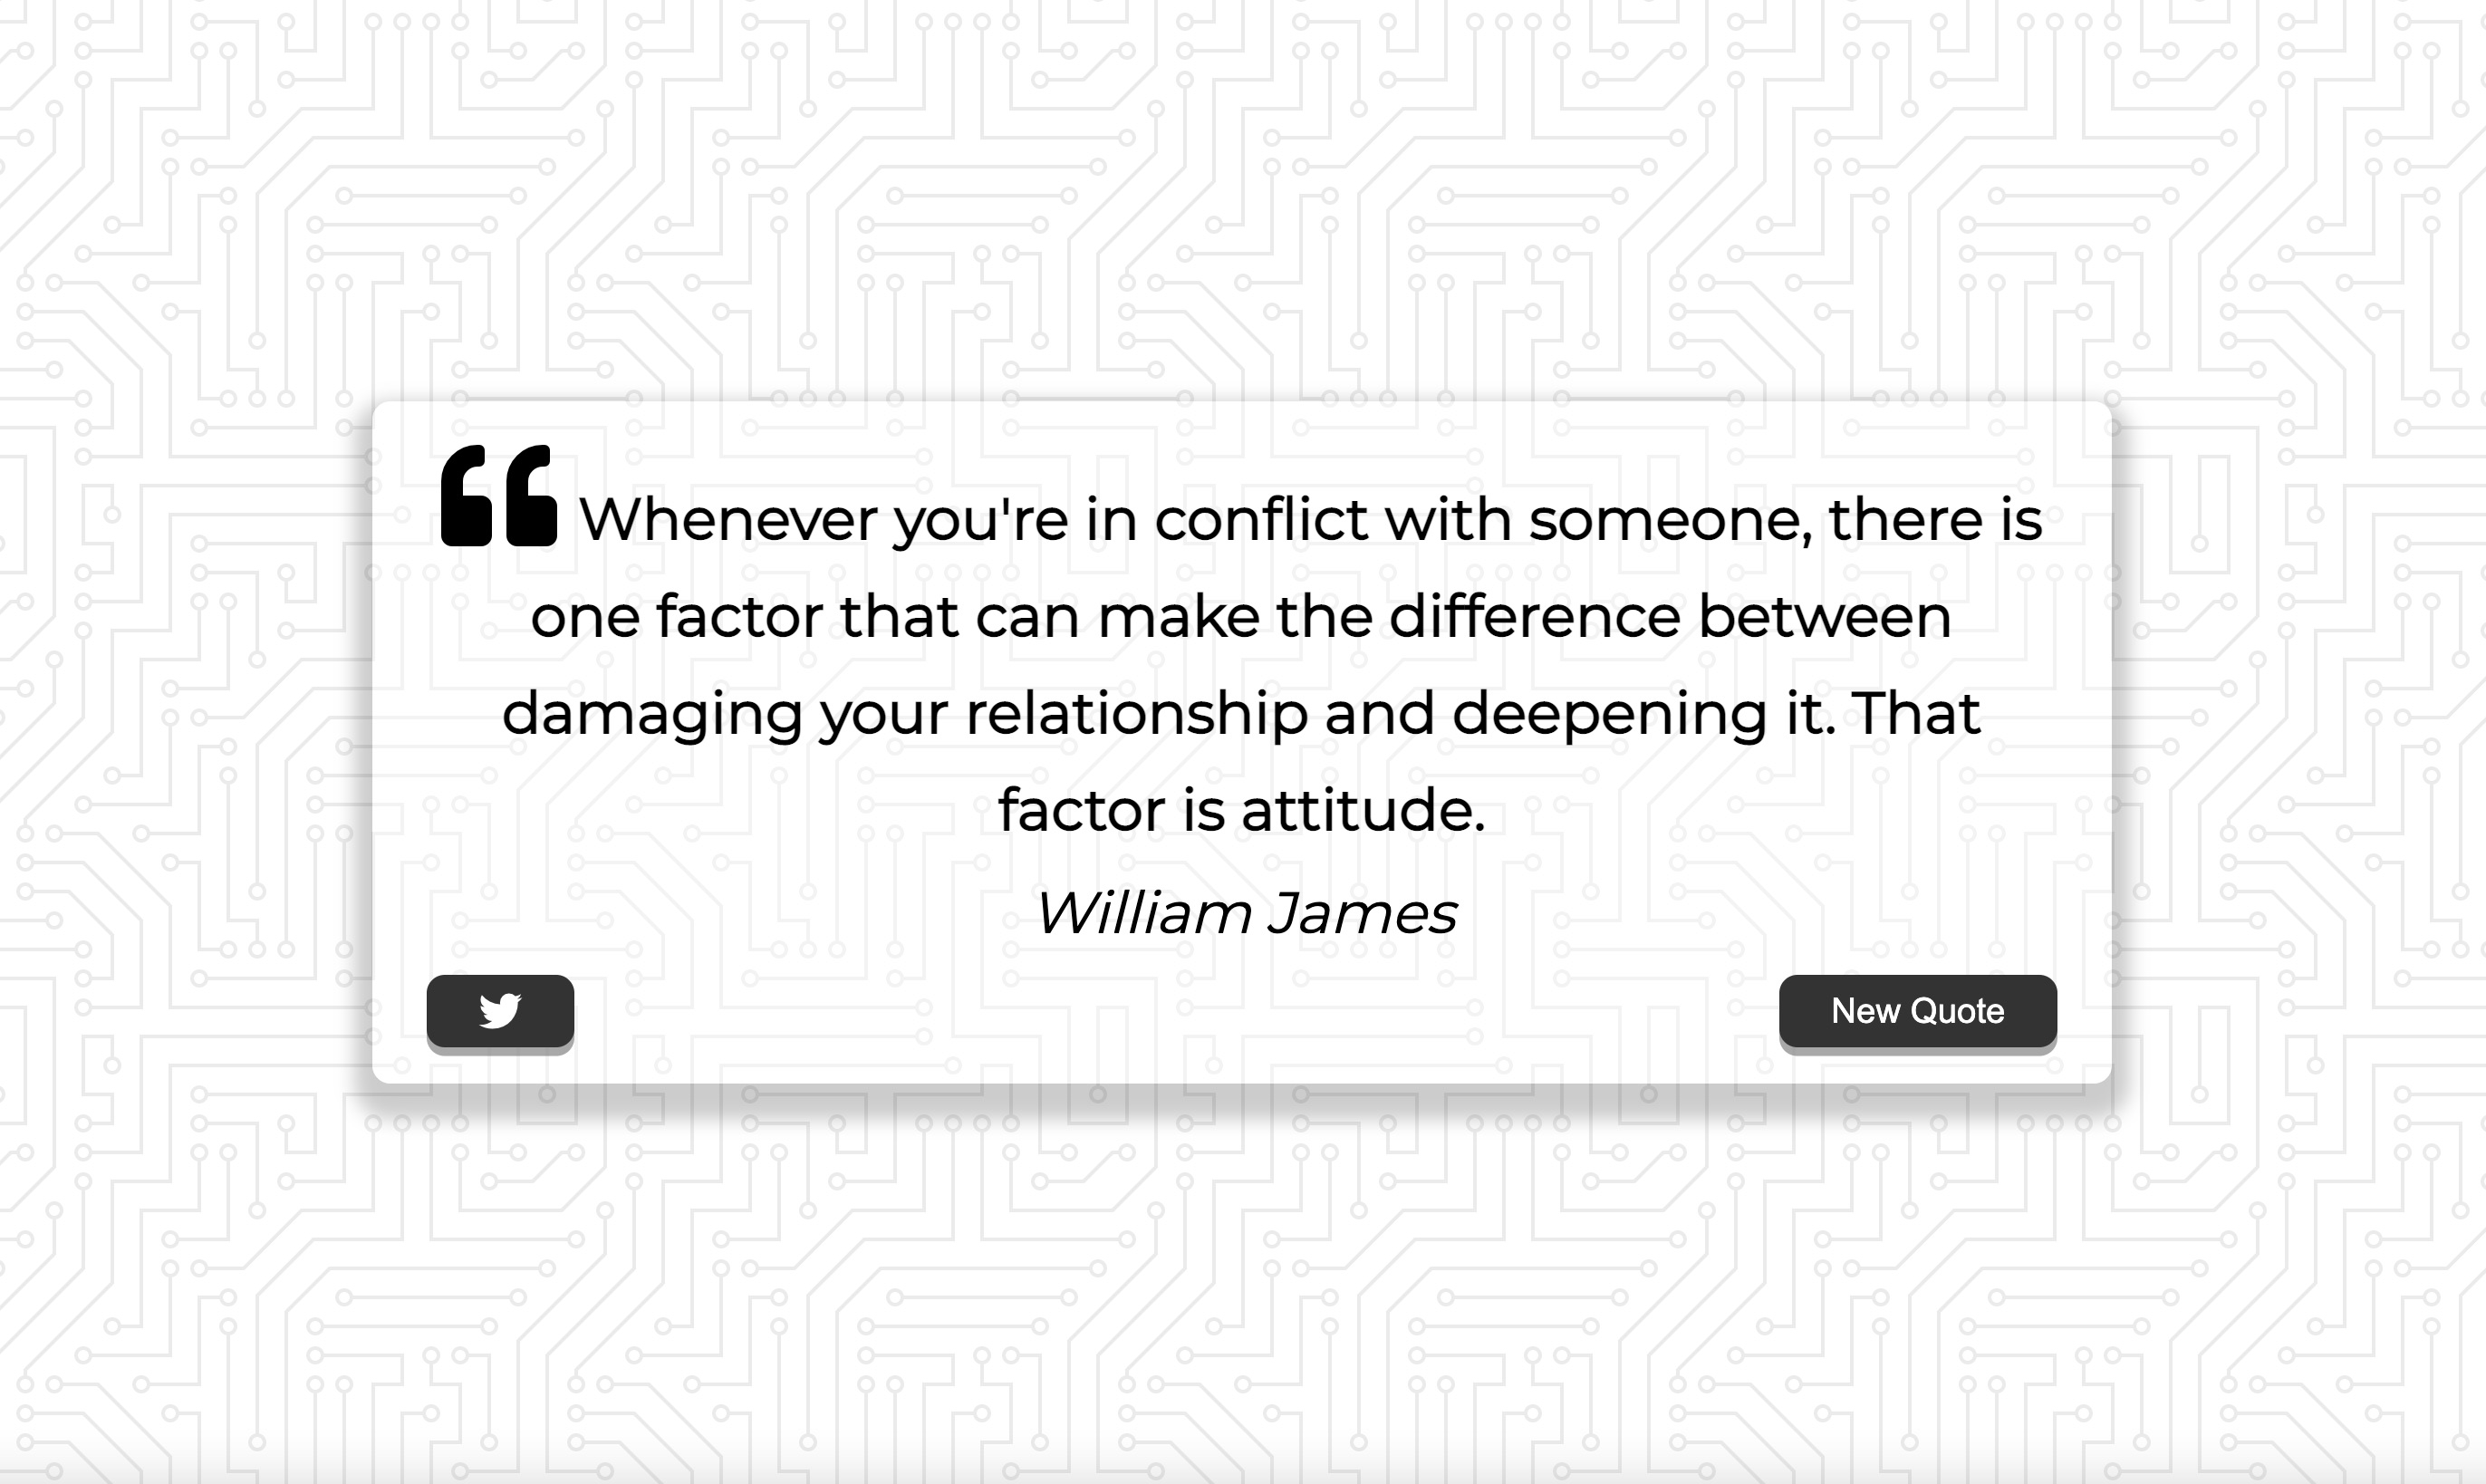 “ Whenever you're in conflict with someone, there is
one factor that can make the difference between
damaging your relationship and deepening it. That
factor is attitude.
William James
New Quote